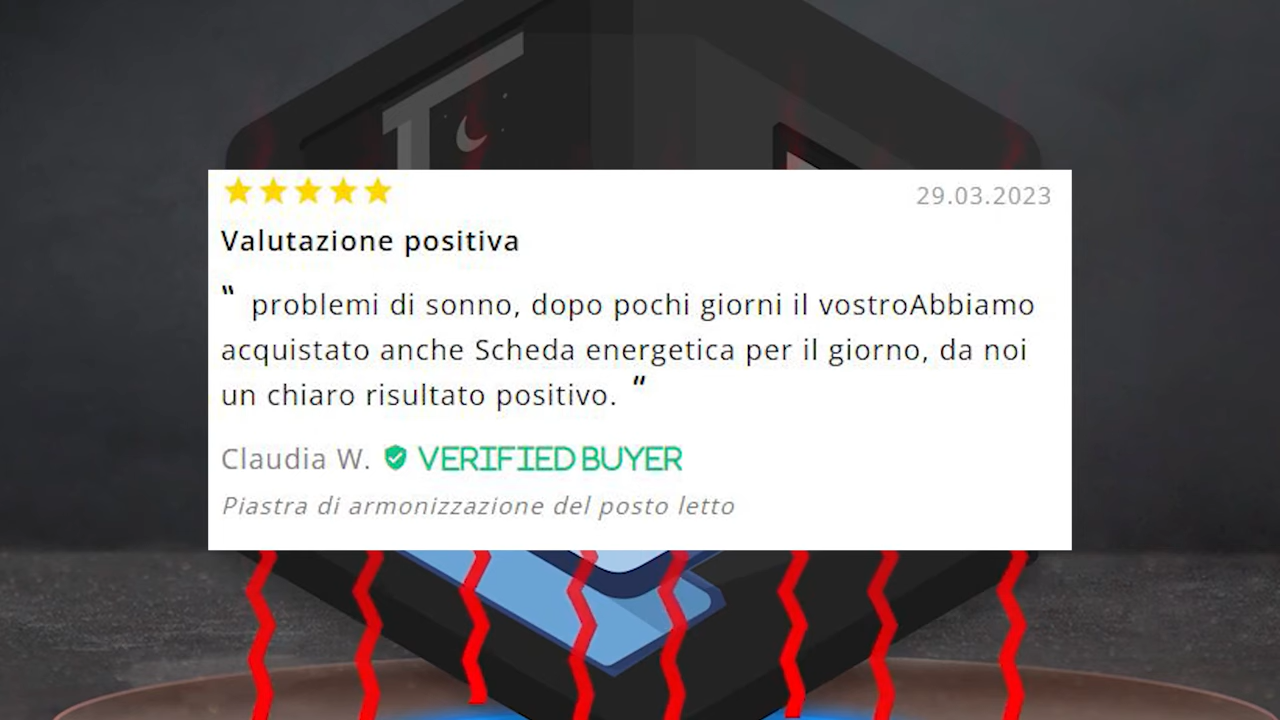 29.03.2023
Valutazione positiva
“ problemi di sonno, dopo pochi giorni il vostroAbbiamo
acquistato anche Scheda energetica per il giorno, da noi
un chiaro risultato positivo. ”
Claudia W. VERIFIED BUYER
Piastra di armonizzazione del posto letto